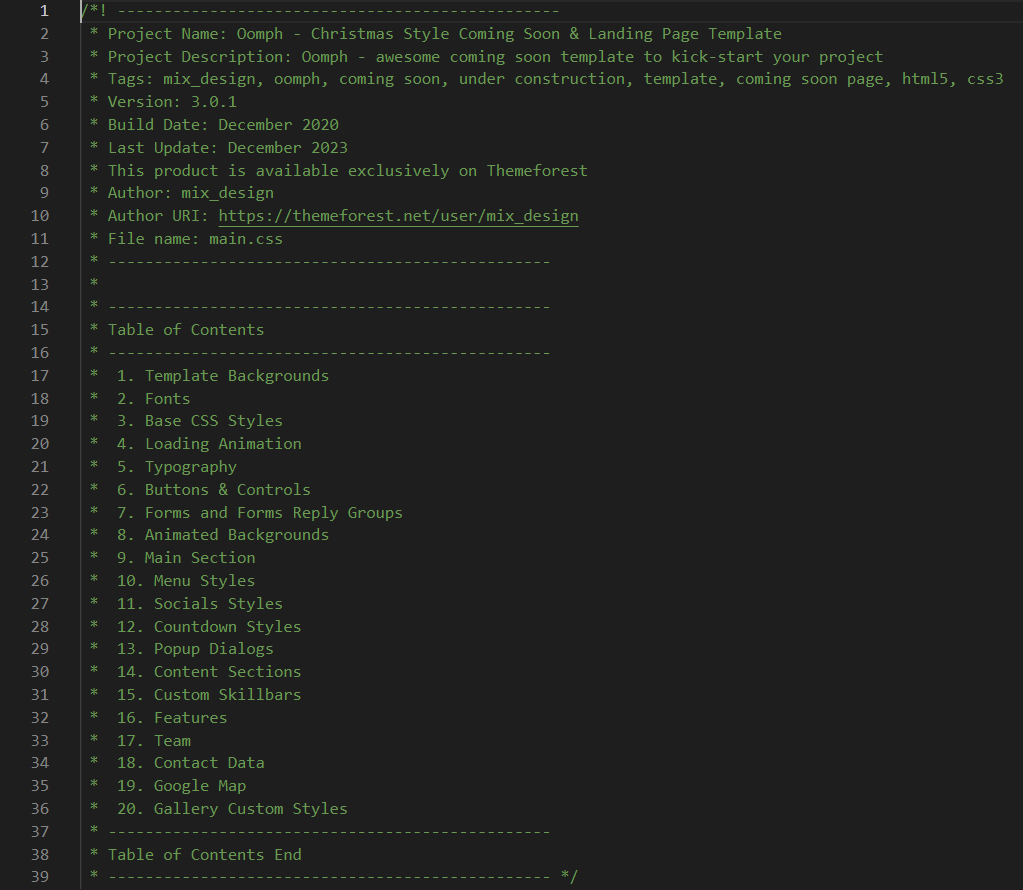 1 /*! ------------------------------------------------
2 * Project Name: Oomph - Christmas Style Coming Soon & Landing Page Template
3 * Project Description: Oomph - awesome coming soon template to kick-start your project
4 * Tags: mix_design, oomph, coming soon, under construction, template, coming soon page, html5, css3
5 * Version: 3.0.1
6 * Build Date: December 2020
7 * Last Update: December 2023
8 * This product is available exclusively on Themeforest
9 * Author: mix_design
10 * Author URI: https://themeforest.net/user/mix_design
11 * File name: main.css
12 * ------------------------------------------------
13 *
14 * ------------------------------------------------
15 * Table of Contents
16 * ------------------------------------------------
17 *  1. Template Backgrounds
18 *  2. Fonts
19 *  3. Base CSS Styles
20 *  4. Loading Animation
21 *  5. Typography
22 *  6. Buttons & Controls
23 *  7. Forms and Forms Reply Groups
24 *  8. Animated Backgrounds
25 *  9. Main Section
26 *  10. Menu Styles
27 *  11. Socials Styles
28 *  12. Countdown Styles
29 *  13. Popup Dialogs
30 *  14. Content Sections
31 *  15. Custom Skillbars
32 *  16. Features
33 *  17. Team
34 *  18. Contact Data
35 *  19. Google Map
36 *  20. Gallery Custom Styles
37 * ------------------------------------------------
38 * Table of Contents End
39 * ------------------------------------------------ */